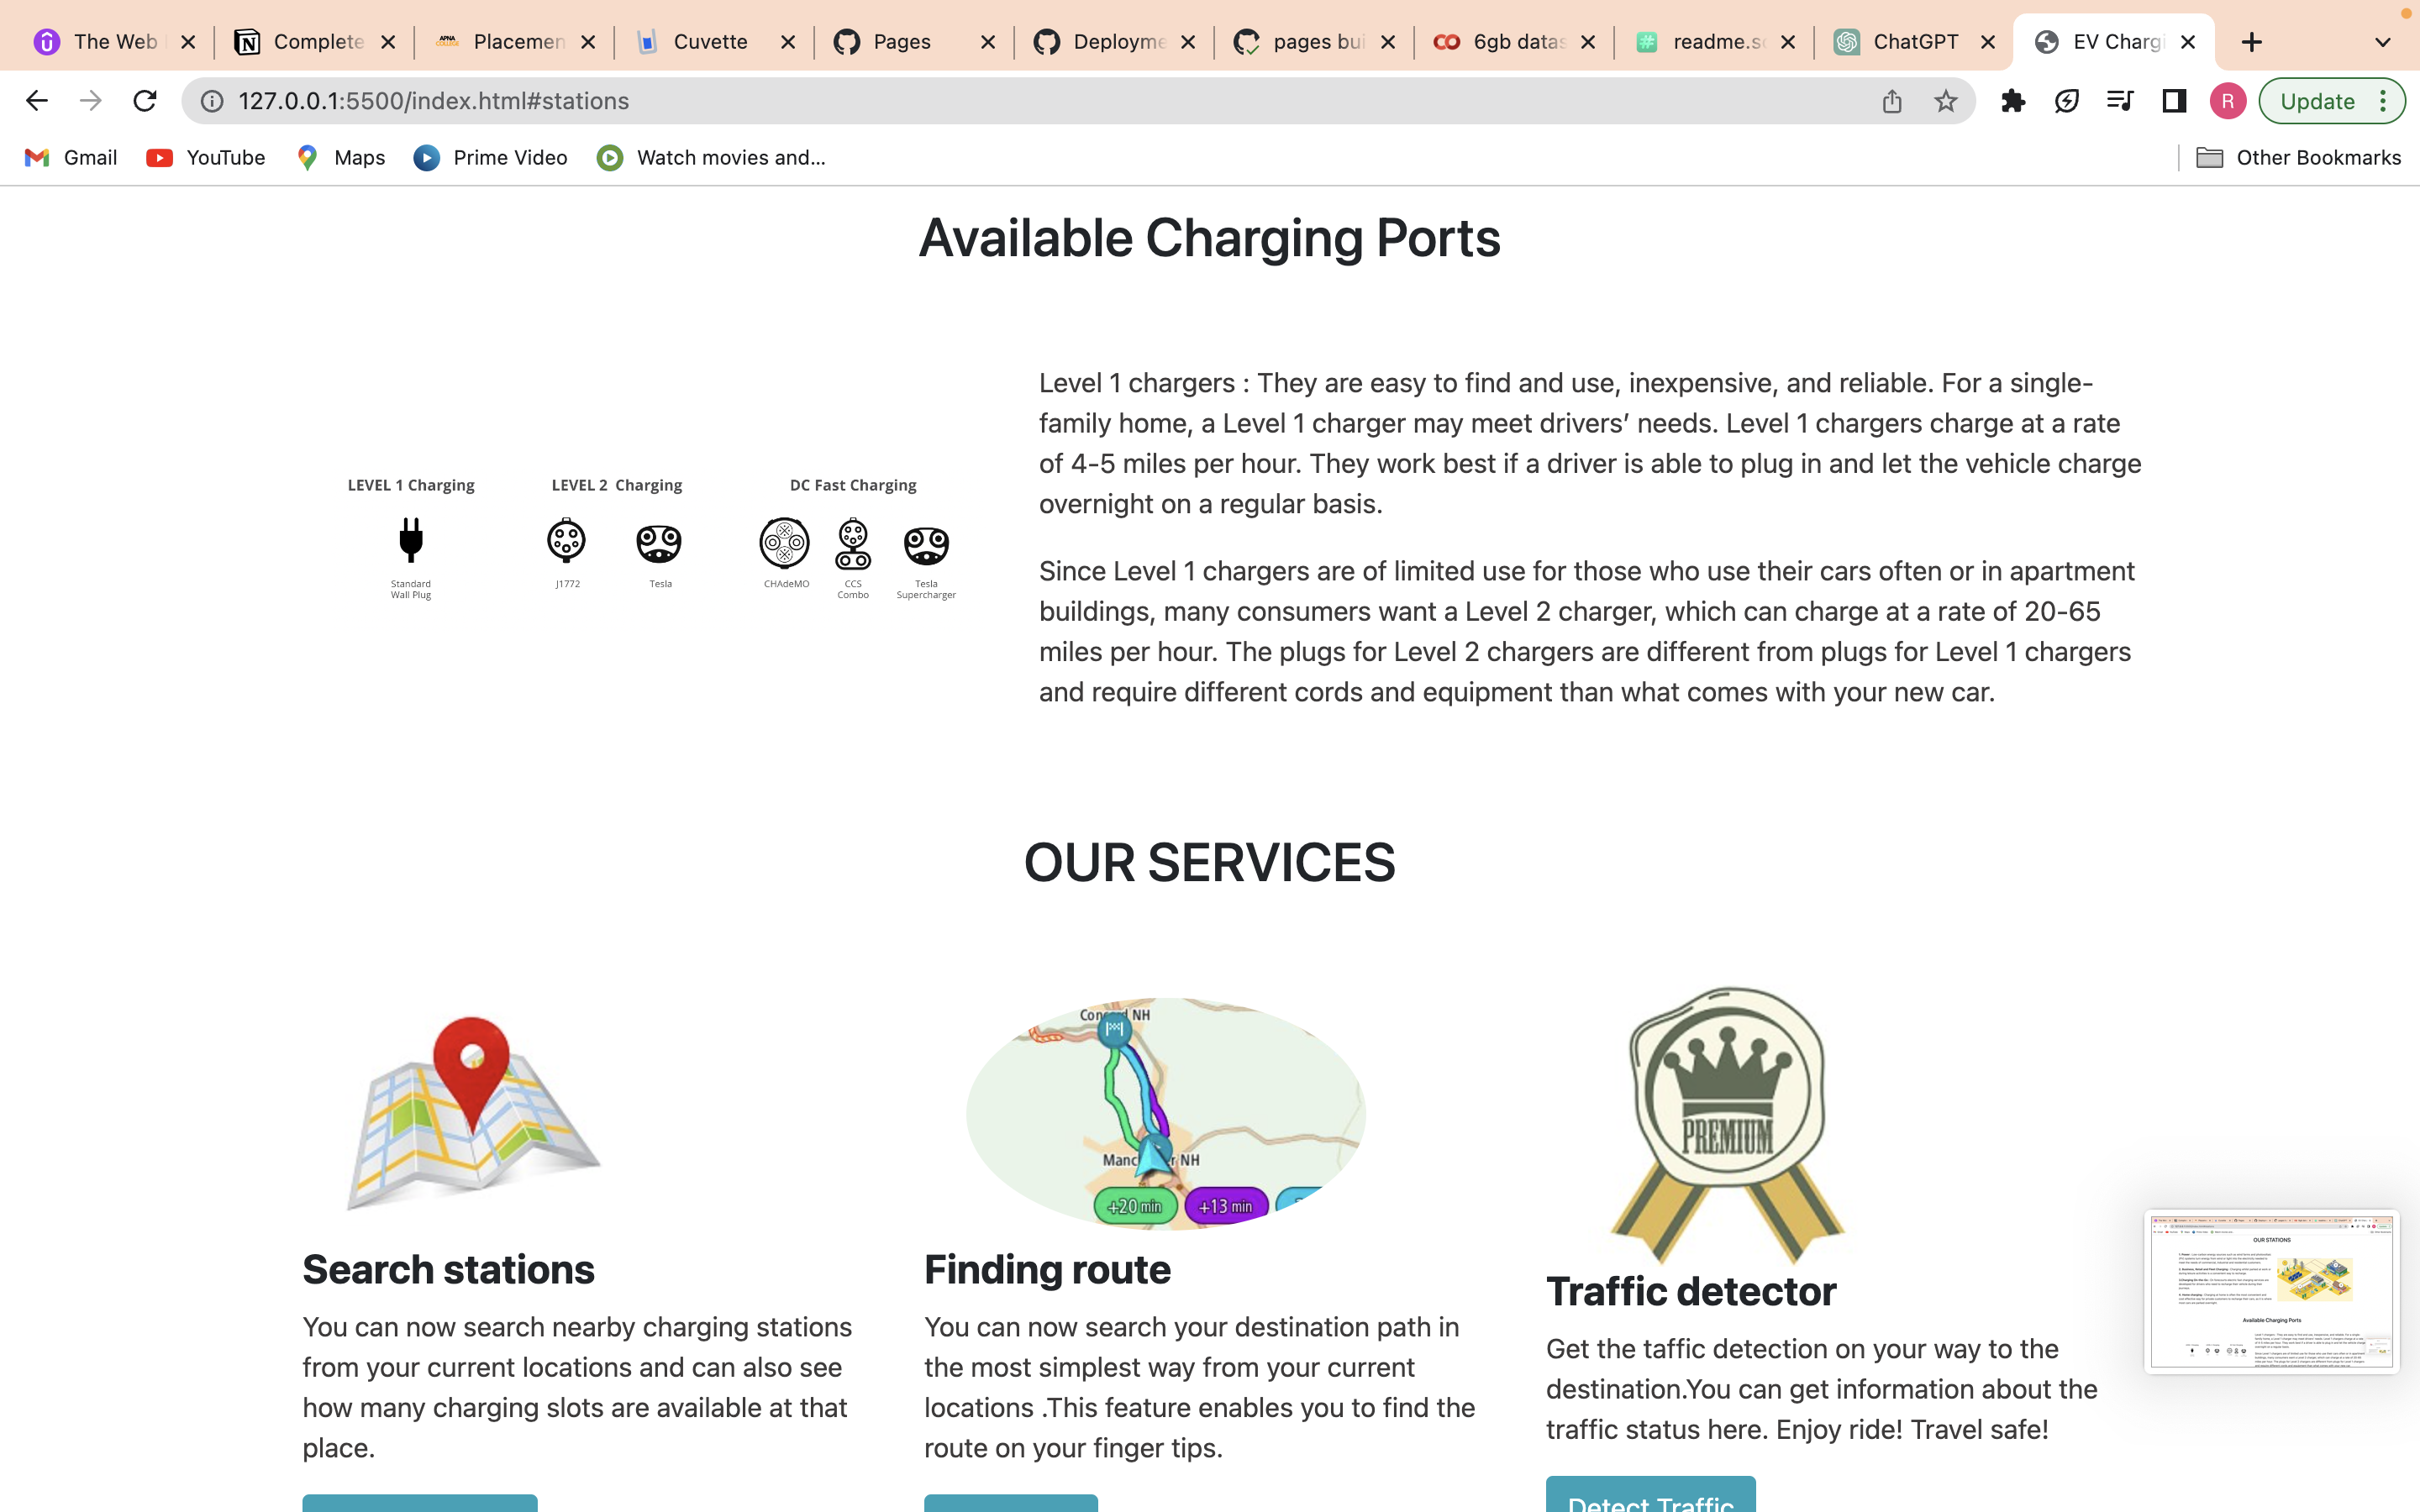 The Web
Complete
Placemen
Cuvette
Pages
Deployme
pages bui
6gb datas
readme.so
ChatGPT
EV Chargi
127.0.0.1:5500/index.html#stations
R
Update
Gmail
YouTube
Maps
Prime Video
Watch movies and...
Other Bookmarks
Available Charging Ports
LEVEL 1 Charging
LEVEL 2 Charging
DC Fast Charging
Standard
Wall Plug
J1772
Tesla
CHAdeMO
CCS
Combo
Tesla
Supercharger
Level 1 chargers : They are easy to find and use, inexpensive, and reliable. For a single-
family home, a Level 1 charger may meet drivers’ needs. Level 1 chargers charge at a rate
of 4-5 miles per hour. They work best if a driver is able to plug in and let the vehicle charge
overnight on a regular basis.
Since Level 1 chargers are of limited use for those who use their cars often or in apartment
buildings, many consumers want a Level 2 charger, which can charge at a rate of 20-65
miles per hour. The plugs for Level 2 chargers are different from plugs for Level 1 chargers
and require different cords and equipment than what comes with your new car.
OUR SERVICES
NH
NH
+20 min
+13 min
PREMIUM
Search stations
You can now search nearby charging stations
from your current locations and can also see
how many charging slots are available at that
place.
Finding route
You can now search your destination path in
the most simplest way from your current
locations .This feature enables you to find the
route on your finger tips.
Traffic detector
Get the taffic detection on your way to the
destination.You can get information about the
traffic status here. Enjoy ride! Travel safe!
Detect Traffic
OUR STATIONS
Available Charging Ports